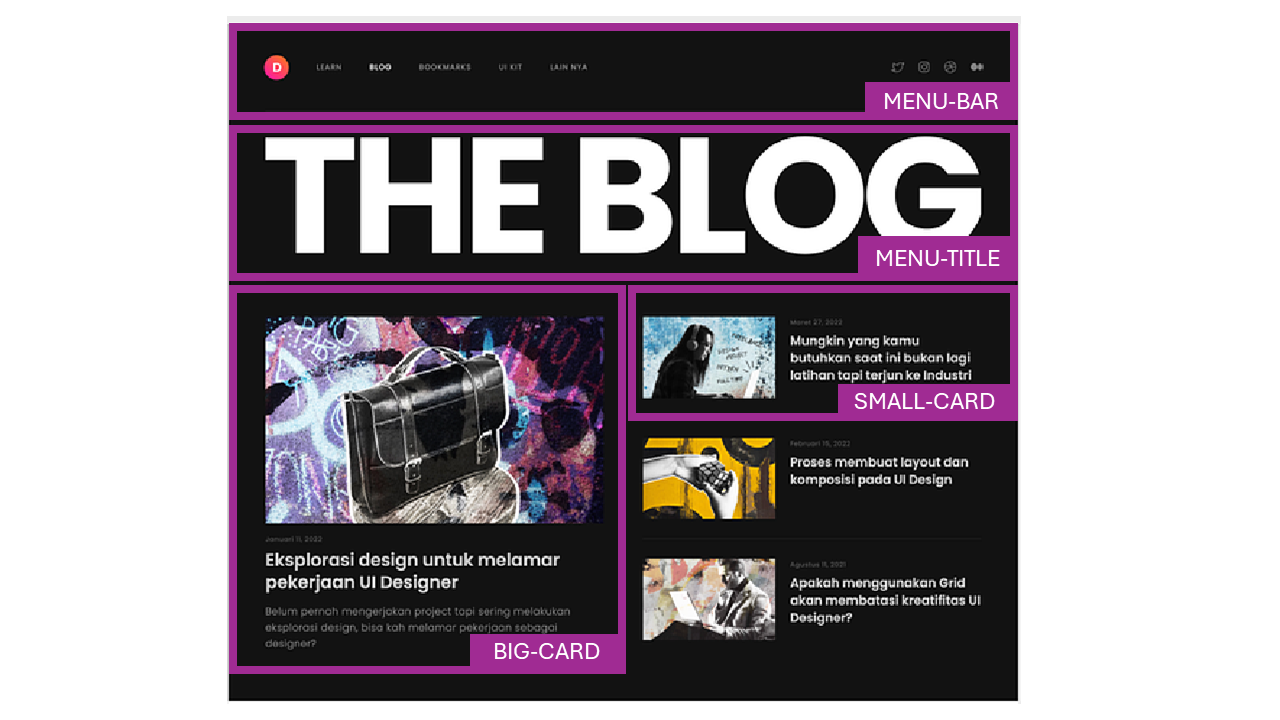 D LEARN BLOG BOOKMARKS UI KIT LAIN NYA
MENU-BAR
THE BLOG
MENU-TITLE
Januari 11, 2022
Eksplorasi design untuk melamar
pekerjaan UI Designer
Belum pernah mengerjakan project tapi sering melakukan
eksplorasi design, bisa kah melamar pekerjaan sebagai
designer?
BIG-CARD
Maret 27, 2022
Mungkin yang kamu
butuhkan saat ini bukan lagi
latihan tapi terjun ke Industri
SMALL-CARD
Februari 15, 2022
Proses membuat layout dan
komposisi pada UI Design
Agustus 11, 2021
Apakah menggunakan Grid
akan membatasi kreatifitas UI
Designer?